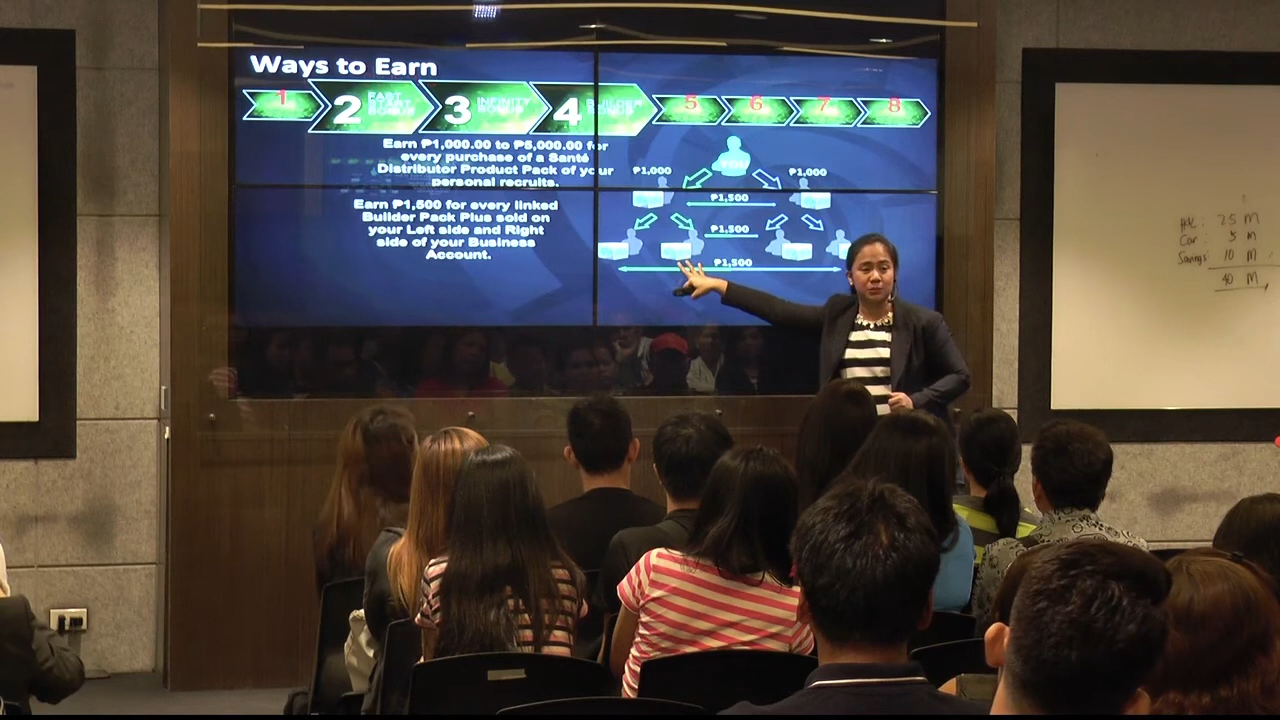 Ways to Earn
1
2 FAST START BONUS
3 INFINITY BONUS
4 BUILDER BONUS
5
6
7
8
Earn ₱1,000.00 to ₱5,000.00 for
every purchase of a Santé
Distributor Product Pack of your
personal recruits.
Earn ₱1,500 for every linked
Builder Pack Plus sold on
your Left side and Right
side of your Business
Account.
YOU
₱1,000
₱1,000
₱1,500
₱1,500
₱1,500
25 M
Car : 5 M
Savings 10 M
40 M